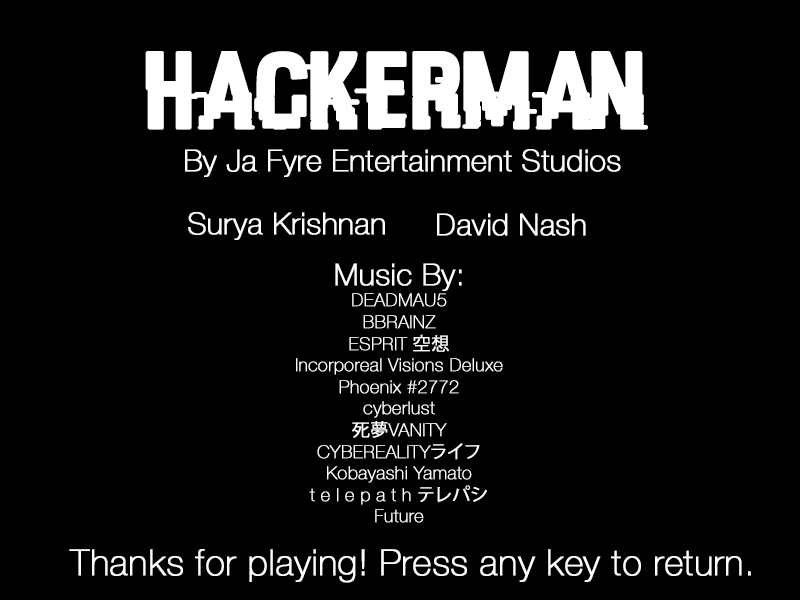 HACKERMAN
By Ja Fyre Entertainment Studios
Surya Krishnan David Nash
Music By:
DEADMAU5
BBRAINZ
ESPRIT 空想
Incorporeal Visions Deluxe
Phoenix #2772
cyberlust
死夢VANITY
CYBEREALITYライフ
Kobayashi Yamato
t e l e p a t h テレパシ
Future
Thanks for playing! Press any key to return.